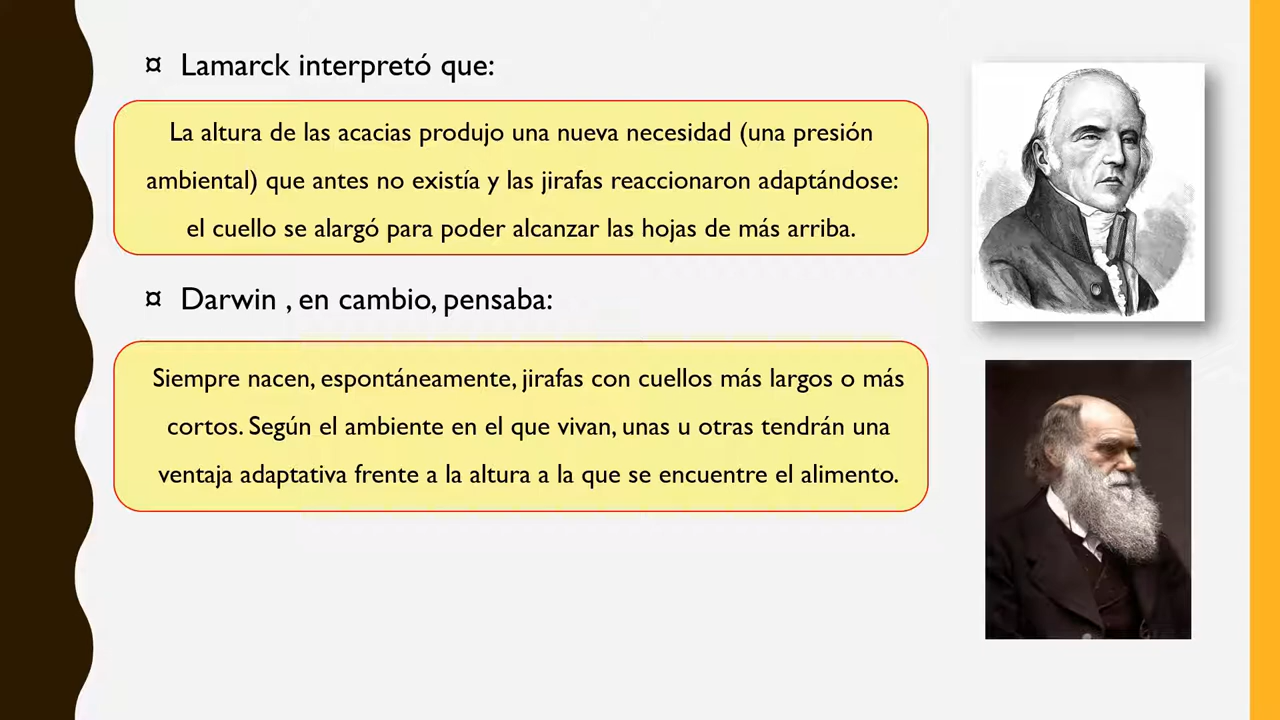 ¤ Lamarck interpretó que:
La altura de las acacias produjo una nueva necesidad (una presión
ambiental) que antes no existía y las jirafas reaccionaron adaptándose:
el cuello se alargó para poder alcanzar las hojas de más arriba.
¤ Darwin , en cambio, pensaba:
Siempre nacen, espontáneamente, jirafas con cuellos más largos o más
cortos. Según el ambiente en el que vivan, unas u otras tendrán una
ventaja adaptativa frente a la altura a la que se encuentre el alimento.